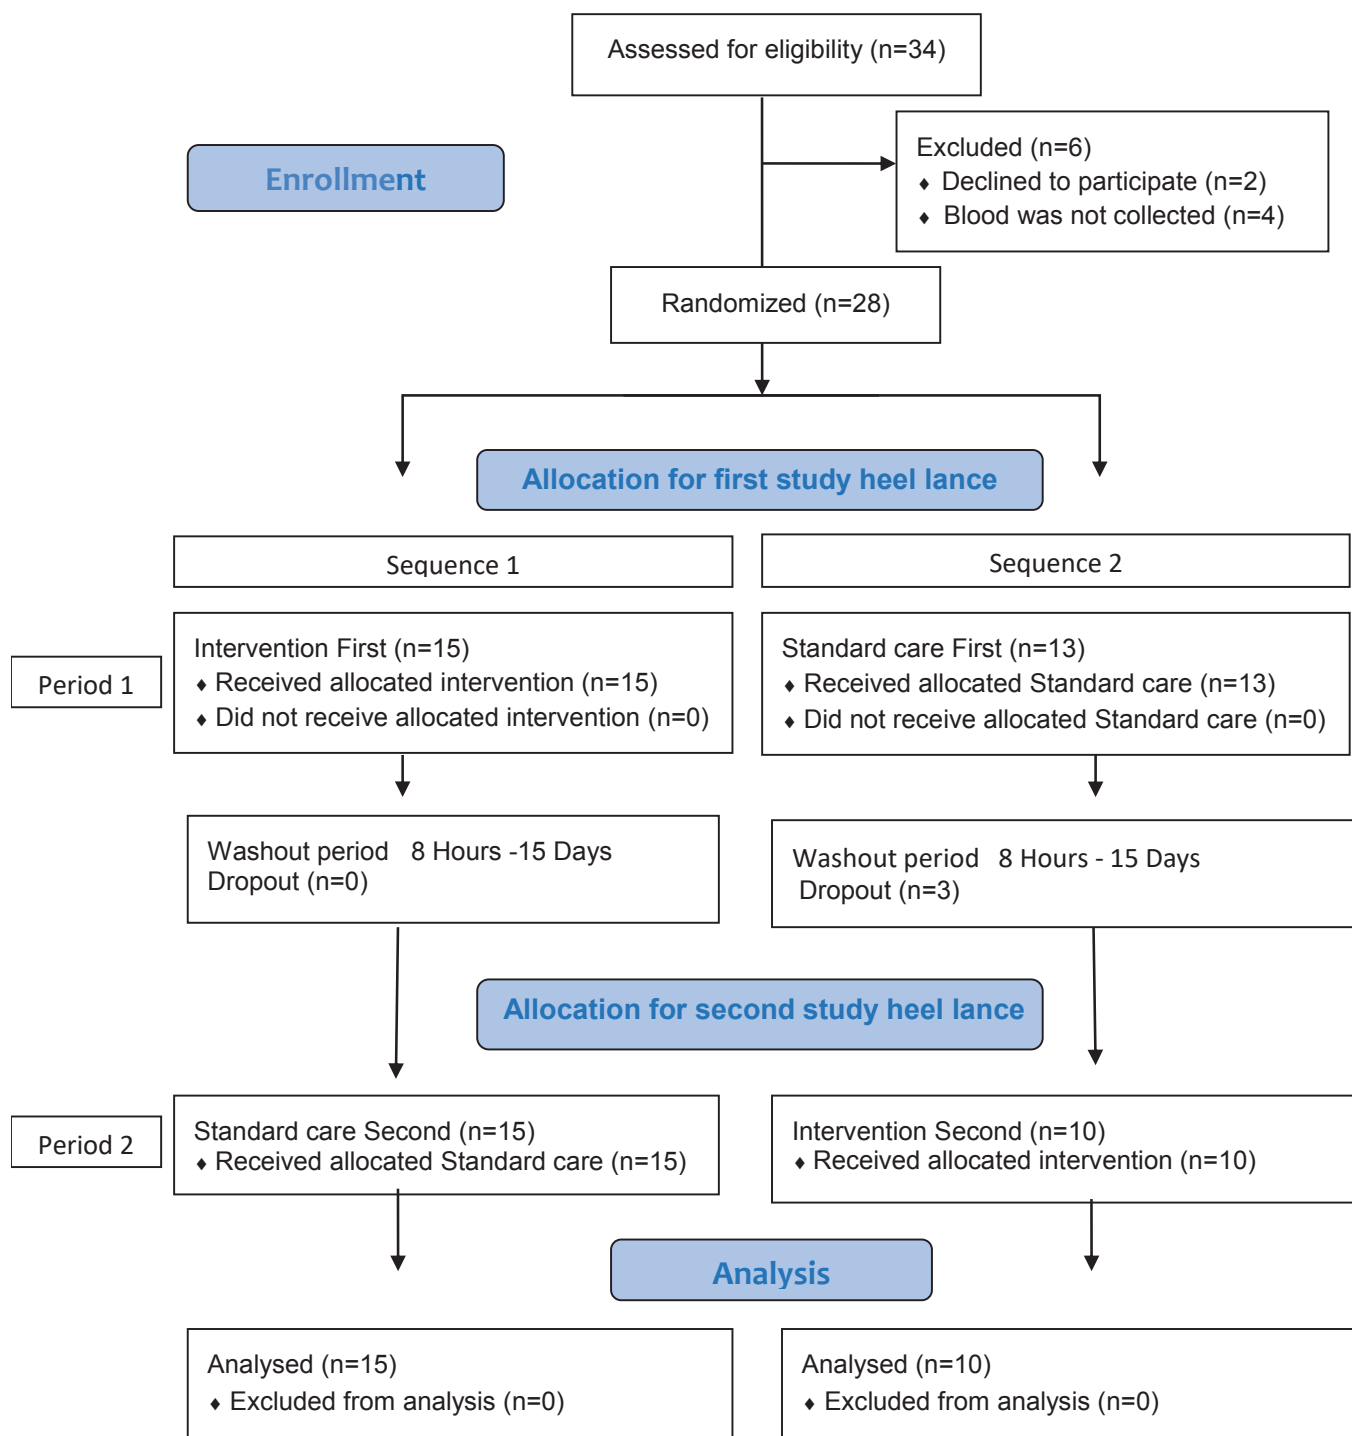 Assessed for eligibility (n=34)
Enrollment
Excluded (n=6)
♦ Declined to participate (n=2)
♦ Blood was not collected (n=4)
Randomized (n=28)
Allocation for first study heel lance
Sequence 1
Sequence 2
Period 1
Intervention First (n=15)
♦ Received allocated intervention (n=15)
♦ Did not receive allocated intervention (n=0)
Standard care First (n=13)
♦ Received allocated Standard care (n=13)
♦ Did not receive allocated Standard care (n=0)
Washout period 8 Hours -15 Days
Dropout (n=0)
Washout period 8 Hours - 15 Days
Dropout (n=3)
Allocation for second study heel lance
Period 2
Standard care Second (n=15)
♦ Received allocated Standard care (n=15)
Intervention Second (n=10)
♦ Received allocated intervention (n=10)
Analysis
Analysed (n=15)
♦ Excluded from analysis (n=0)
Analysed (n=10)
♦ Excluded from analysis (n=0)